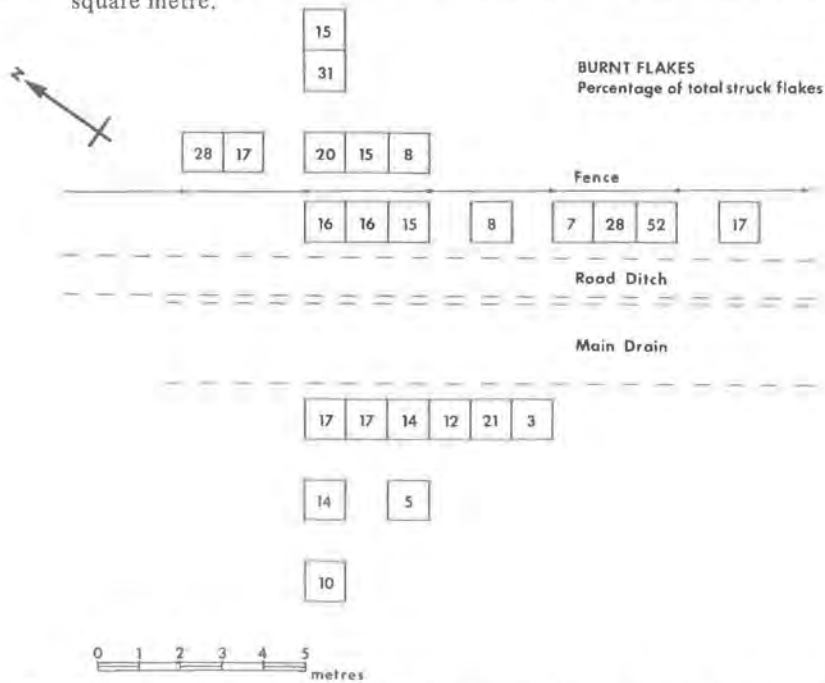 square metre.
15
31
BURNT FLAKES
Percentage of total struck flakes
N
28 17 20 15 8
Fence
16 16 15 8 7 28 52 17
Road Ditch
Main Drain
17 17 14 12 21 3
14 5
10
0 1 2 3 4 5
metres